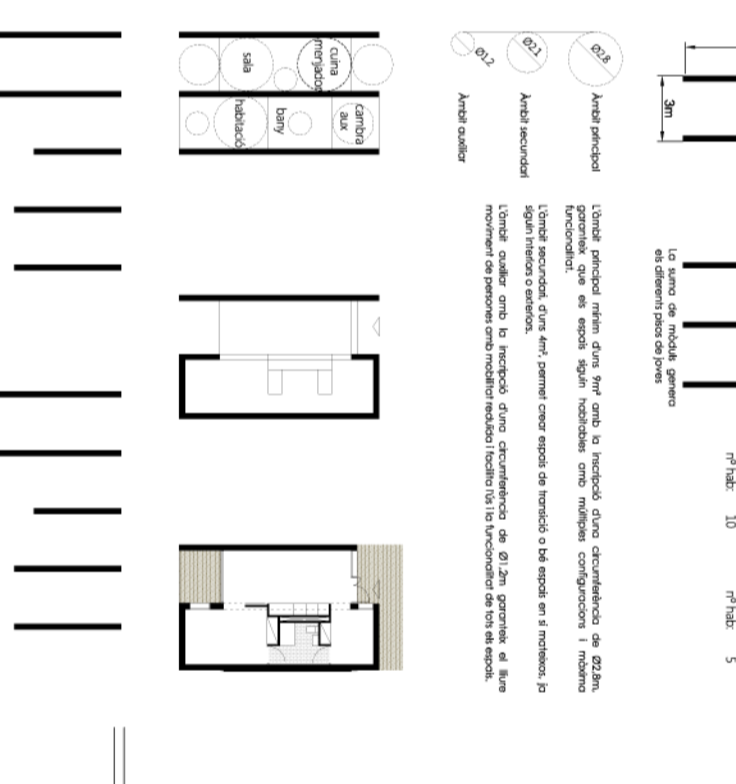 3m
La suma de mòduls genera
els diferents pisos de joves
nº hab: 10
nº hab: 5
Ø2.8
Ø2.1
Ø1.2
Àmbit principal
Àmbit secundari
Àmbit auxiliar
L'àmbit principal mínim d'uns 9m² amb la inscripció d'una circumferència de Ø2.8m,
garanteix que els espais siguin habitables amb múltiples configuracions i màxima
funcionalitat.
L'àmbit secundari, d'uns 4m², permet crear espais de transició o bé espais en sí mateixos, ja
siguin interiors o exteriors.
L'àmbit auxiliar amb la inscripció d'una circumferència de Ø1.2m garanteix el lliure
moviment de persones amb mobilitat reduïda i facilita l'ús i la funcionalitat de tots els espais.
sala
cuina
menjador
habitació
bany
cambra
aux